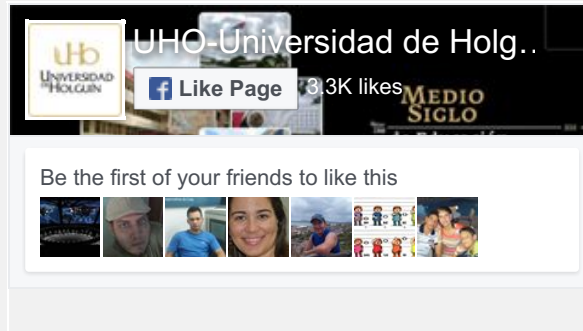 uHo
UNIVERSIDAD
DE HOLGUÍN
UHO-Universidad de Holg..
Like Page
3.3K likes
MEDIO
SIGLO
Be the first of your friends to like this